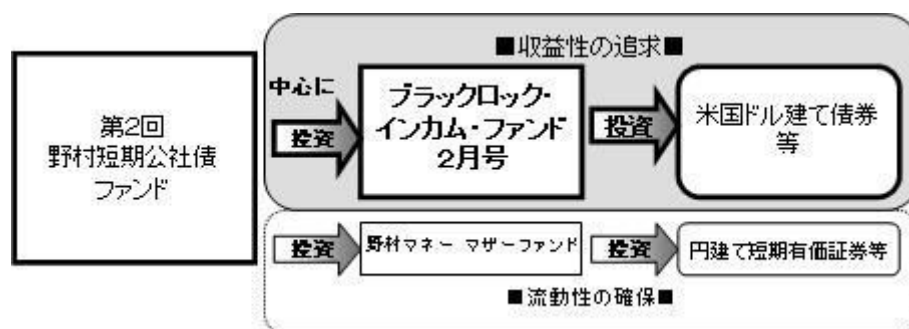 ■収益性の追求■
第2回
野村短期公社債
ファンド
中心に
投資
ブラックロック・
インカム・ファンド
2月号
投資
米国ドル建て債券
等
投資
野村マネー マザーファンド
投資
円建て短期有価証券等
■流動性の確保■